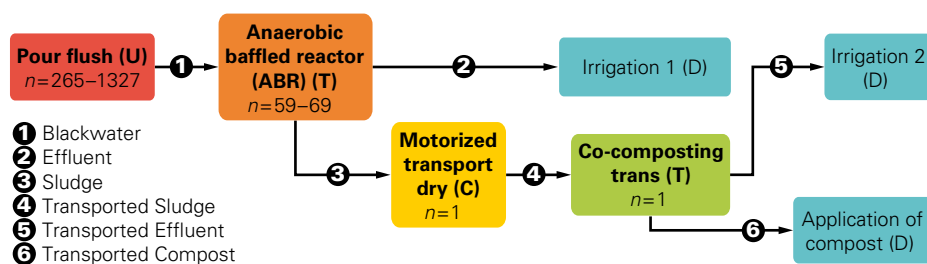 Pour flush (U)
n=265–1327
1
Anaerobic
baffled reactor
(ABR) (T)
n=59–69
2
Irrigation 1 (D)
5
Irrigation 2
(D)
1 Blackwater
2 Effluent
3 Sludge
4 Transported Sludge
5 Transported Effluent
6 Transported Compost
3
Motorized
transport
dry (C)
n=1
4
Co-composting
trans (T)
n=1
6
Application of
compost (D)